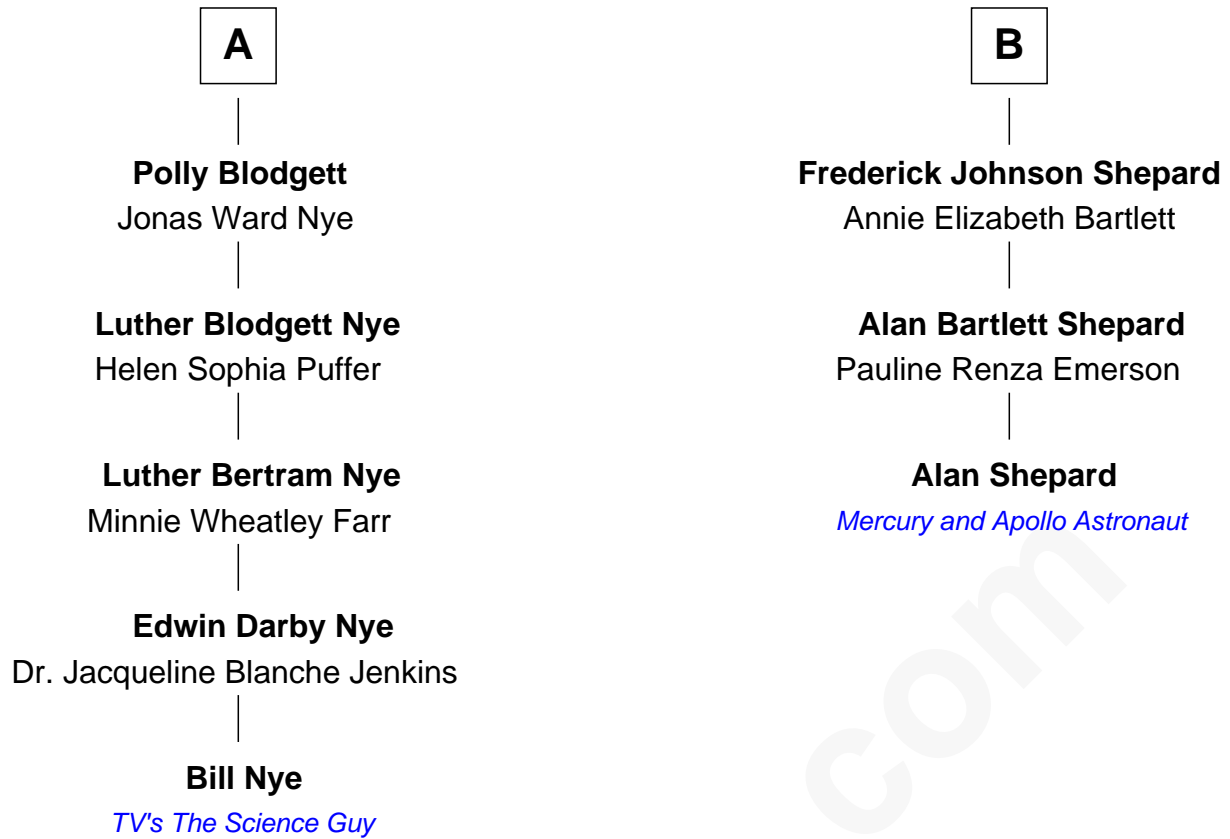 A
Polly Blodgett
Jonas Ward Nye
Luther Blodgett Nye
Helen Sophia Puffer
Luther Bertram Nye
Minnie Wheatley Farr
Edwin Darby Nye
Dr. Jacqueline Blanche Jenkins
Bill Nye
TV's The Science Guy
B
Frederick Johnson Shepard
Annie Elizabeth Bartlett
Alan Bartlett Shepard
Pauline Renza Emerson
Alan Shepard
Mercury and Apollo Astronaut
com